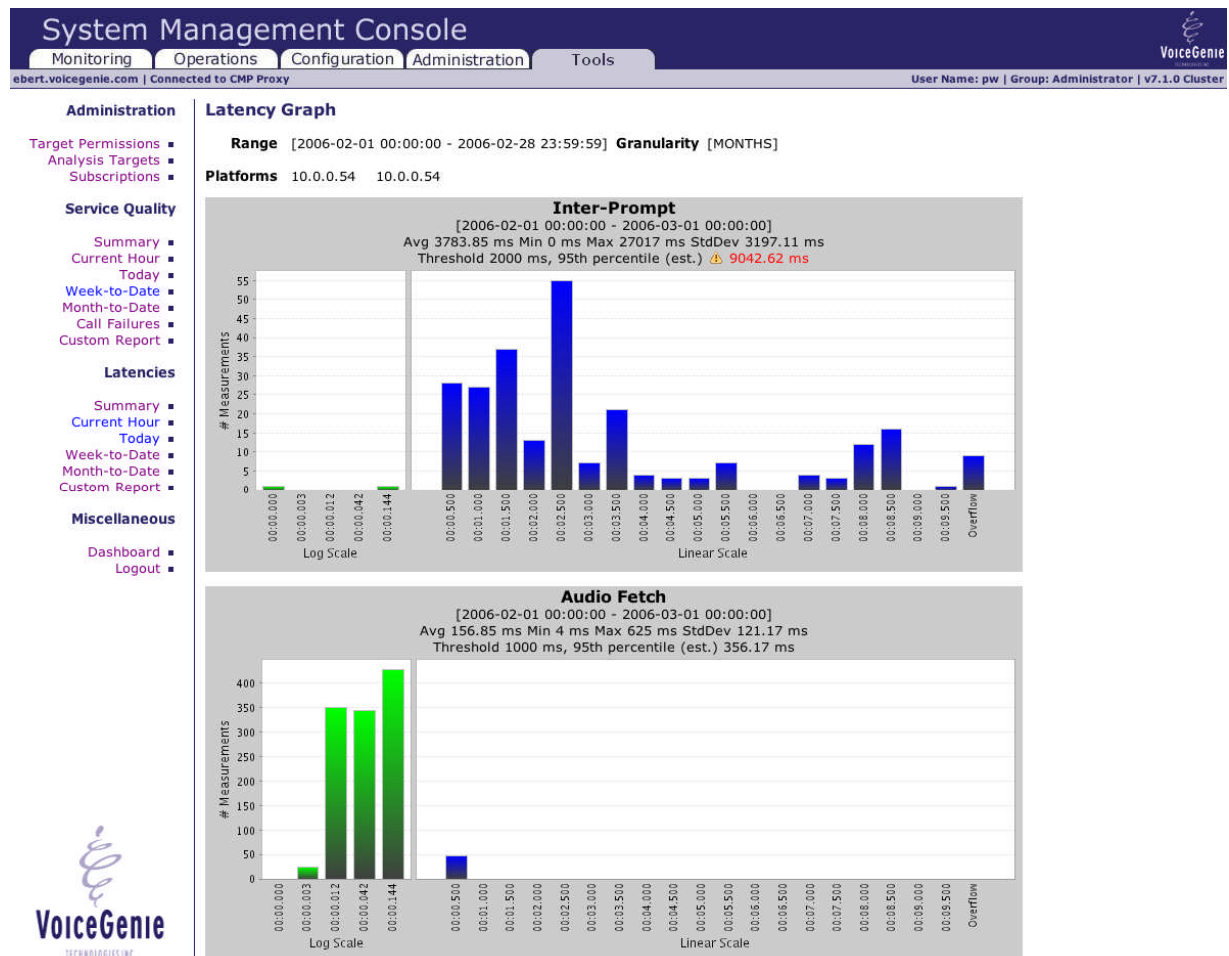 System Management Console
VoiceGenie
Monitoring Operations Configuration Administration Tools
ebert.voicegenie.com | Connected to CMP Proxy
User Name: pw | Group: Administrator | v7.1.0 Cluster
Administration
Target Permissions
Analysis Targets
Subscriptions
Service Quality
Summary
Current Hour
Today
Week-to-Date
Month-to-Date
Call Failures
Custom Report
Latencies
Summary
Current Hour
Today
Week-to-Date
Month-to-Date
Custom Report
Miscellaneous
Dashboard
Logout
VoiceGenie
TECHNOLOGIES INC
Latency Graph
Range [2006-02-01 00:00:00 - 2006-02-28 23:59:59] Granularity [MONTHS]
Platforms 10.0.0.54 10.0.0.54
Inter-Prompt
[2006-02-01 00:00:00 - 2006-03-01 00:00:00]
Avg 3783.85 ms Min 0 ms Max 27017 ms StdDev 3197.11 ms
Threshold 2000 ms, 95th percentile (est.) 9042.62 ms
# Measurements
55
50
45
40
35
30
25
20
15
10
5
0
00:00.000
00:00.003
00:00.012
00:00.042
00:00.144
Log Scale
00:00.500
00:01.000
00:01.500
00:02.000
00:02.500
00:03.000
00:03.500
00:04.000
00:04.500
00:05.000
00:05.500
00:06.000
00:06.500
00:07.000
00:07.500
00:08.000
00:08.500
00:09.000
00:09.500
Overflow
Linear Scale
Audio Fetch
[2006-02-01 00:00:00 - 2006-03-01 00:00:00]
Avg 156.85 ms Min 4 ms Max 625 ms StdDev 121.17 ms
Threshold 1000 ms, 95th percentile (est.) 356.17 ms
# Measurements
400
350
300
250
200
150
100
50
0
00:00.000
00:00.003
00:00.012
00:00.042
00:00.144
Log Scale
00:00.500
00:01.000
00:01.500
00:02.000
00:02.500
00:03.000
00:03.500
00:04.000
00:04.500
00:05.000
00:05.500
00:06.000
00:06.500
00:07.000
00:07.500
00:08.000
00:08.500
00:09.000
00:09.500
Overflow
Linear Scale